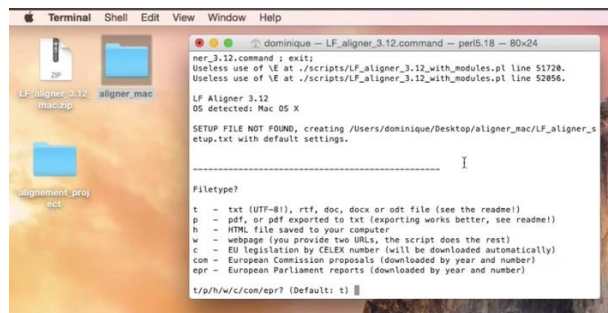 Terminal Shell Edit View Window Help
dominique — LF_aligner_3.12.command — perl5.18 — 80×24
ner_3.12.command ; exit;
Useless use of \E at ./scripts/LF_aligner_3.12_with_modules.pl line 51720.
Useless use of \E at ./scripts/LF_aligner_3.12_with_modules.pl line 52056.
LF Aligner 3.12
OS detected: Mac OS X
SETUP FILE NOT FOUND, creating /Users/dominique/Desktop/aligner_mac/LF_aligner_s
etup.txt with default settings.
Filetype?
t - txt (UTF-8!), rtf, doc, docx or odt file (see the readme!)
p - pdf, or pdf exported to txt (exporting works better, see readme!)
h - HTML file saved to your computer
w - webpage (you provide two URLs, the script does the rest)
c - EU legislation by CELEX number (will be downloaded automatically)
com - European Commission proposals (downloaded by year and number)
epr - European Parliament reports (downloaded by year and number)
t/p/h/w/c/com/epr? (Default: t)
ZIP
LF_aligner_3.12_
mac.zip
aligner_mac
alignement_proj
ect